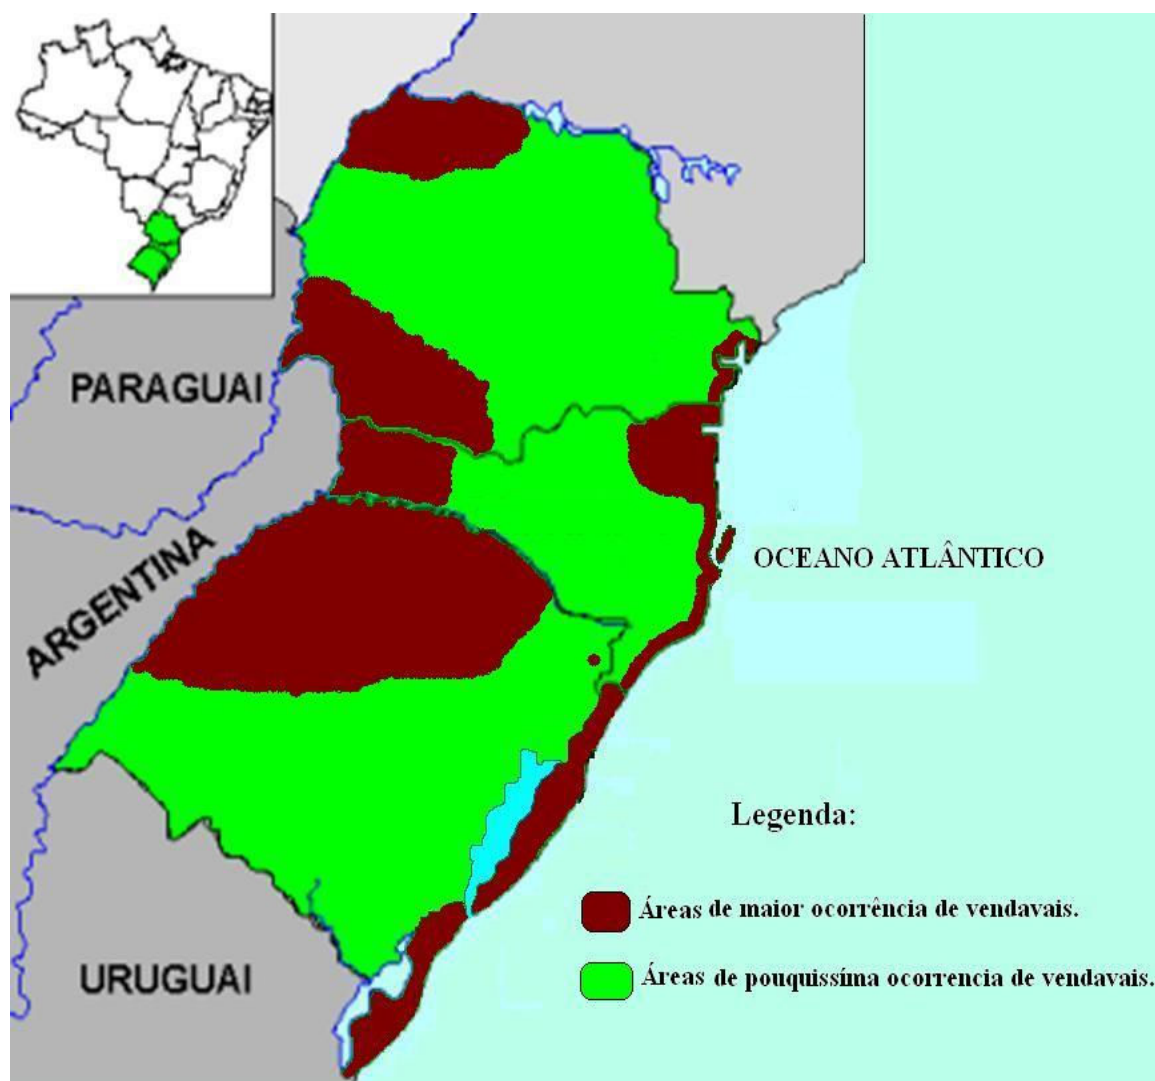 PARAGUAI
ARGENTINA
OCEANO ATLÂNTICO
URUGUAI
Legenda:
Áreas de maior ocorrência de vendavais.
Áreas de pouquissíma ocorrencia de vendavais.